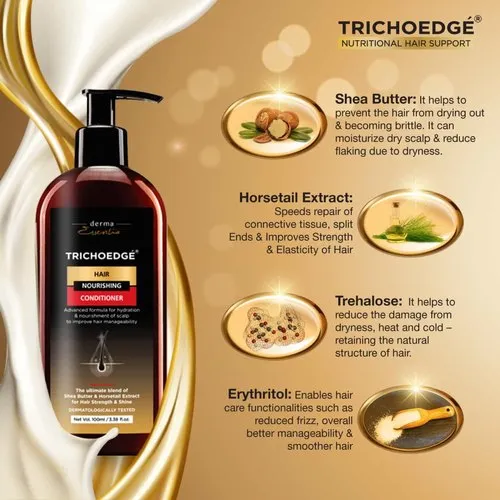 TRICHOEDGÉ®
NUTRITIONAL HAIR SUPPORT
Shea Butter: It helps to
prevent the hair from drying out
& becoming brittle. It can
moisturize dry scalp & reduce
flaking due to dryness.
Horsetail Extract:
Speeds repair of
connective tissue, split
Ends & Improves Strength
& Elasticity of Hair
Trehalose: It helps to
reduce the damage from
dryness, heat and cold –
retaining the natural
structure of hair.
Erythritol: Enables hair
care functionalities such as
reduced frizz, overall
better manageability &
smoother hair
derma
Essentia
TRICHOEDGÉ®
HAIR
NOURISHING
CONDITIONER
Advanced formula for hydration
& nourishment of scalp
to improve hair manageability
The ultimate blend of
Shea Butter & Horsetail Extract
for Hair Strength & Shine
DERMATOLOGICALLY TESTED
Net Vol. 100ml / 3.38 fl. oz.